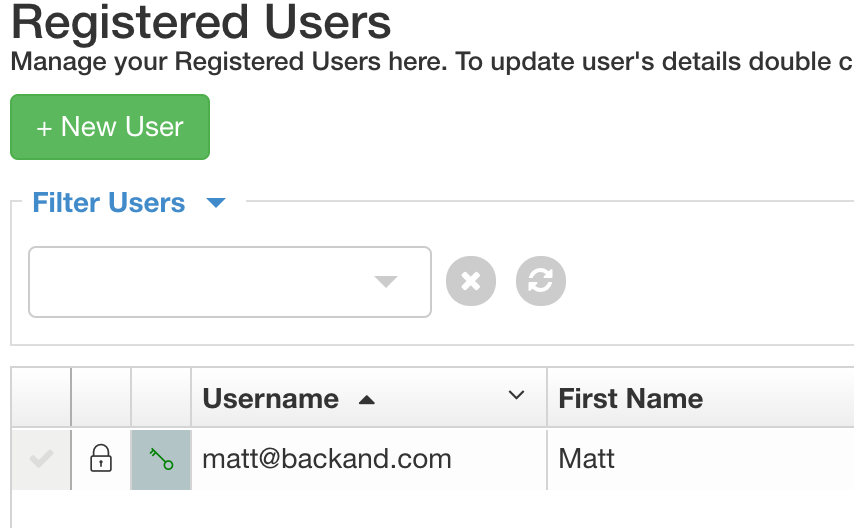 Registered Users
Manage your Registered Users here. To update user's details double c
+ New User
Filter Users
Username
First Name
matt@backand.com
Matt